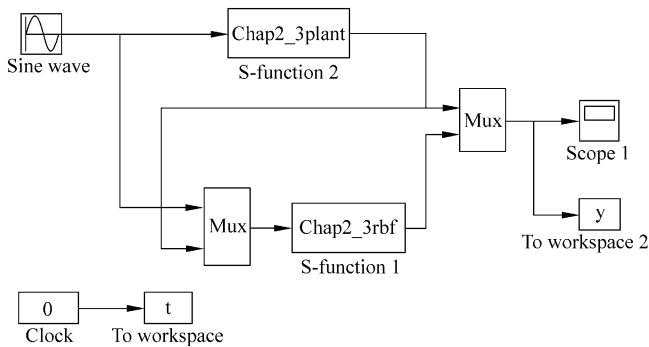 Chap2_3plant
Sine wave
S-function 2
Mux
Scope 1
Mux
Chap2_3rbf
y
To workspace 2
S-function 1
0
t
Clock
To workspace